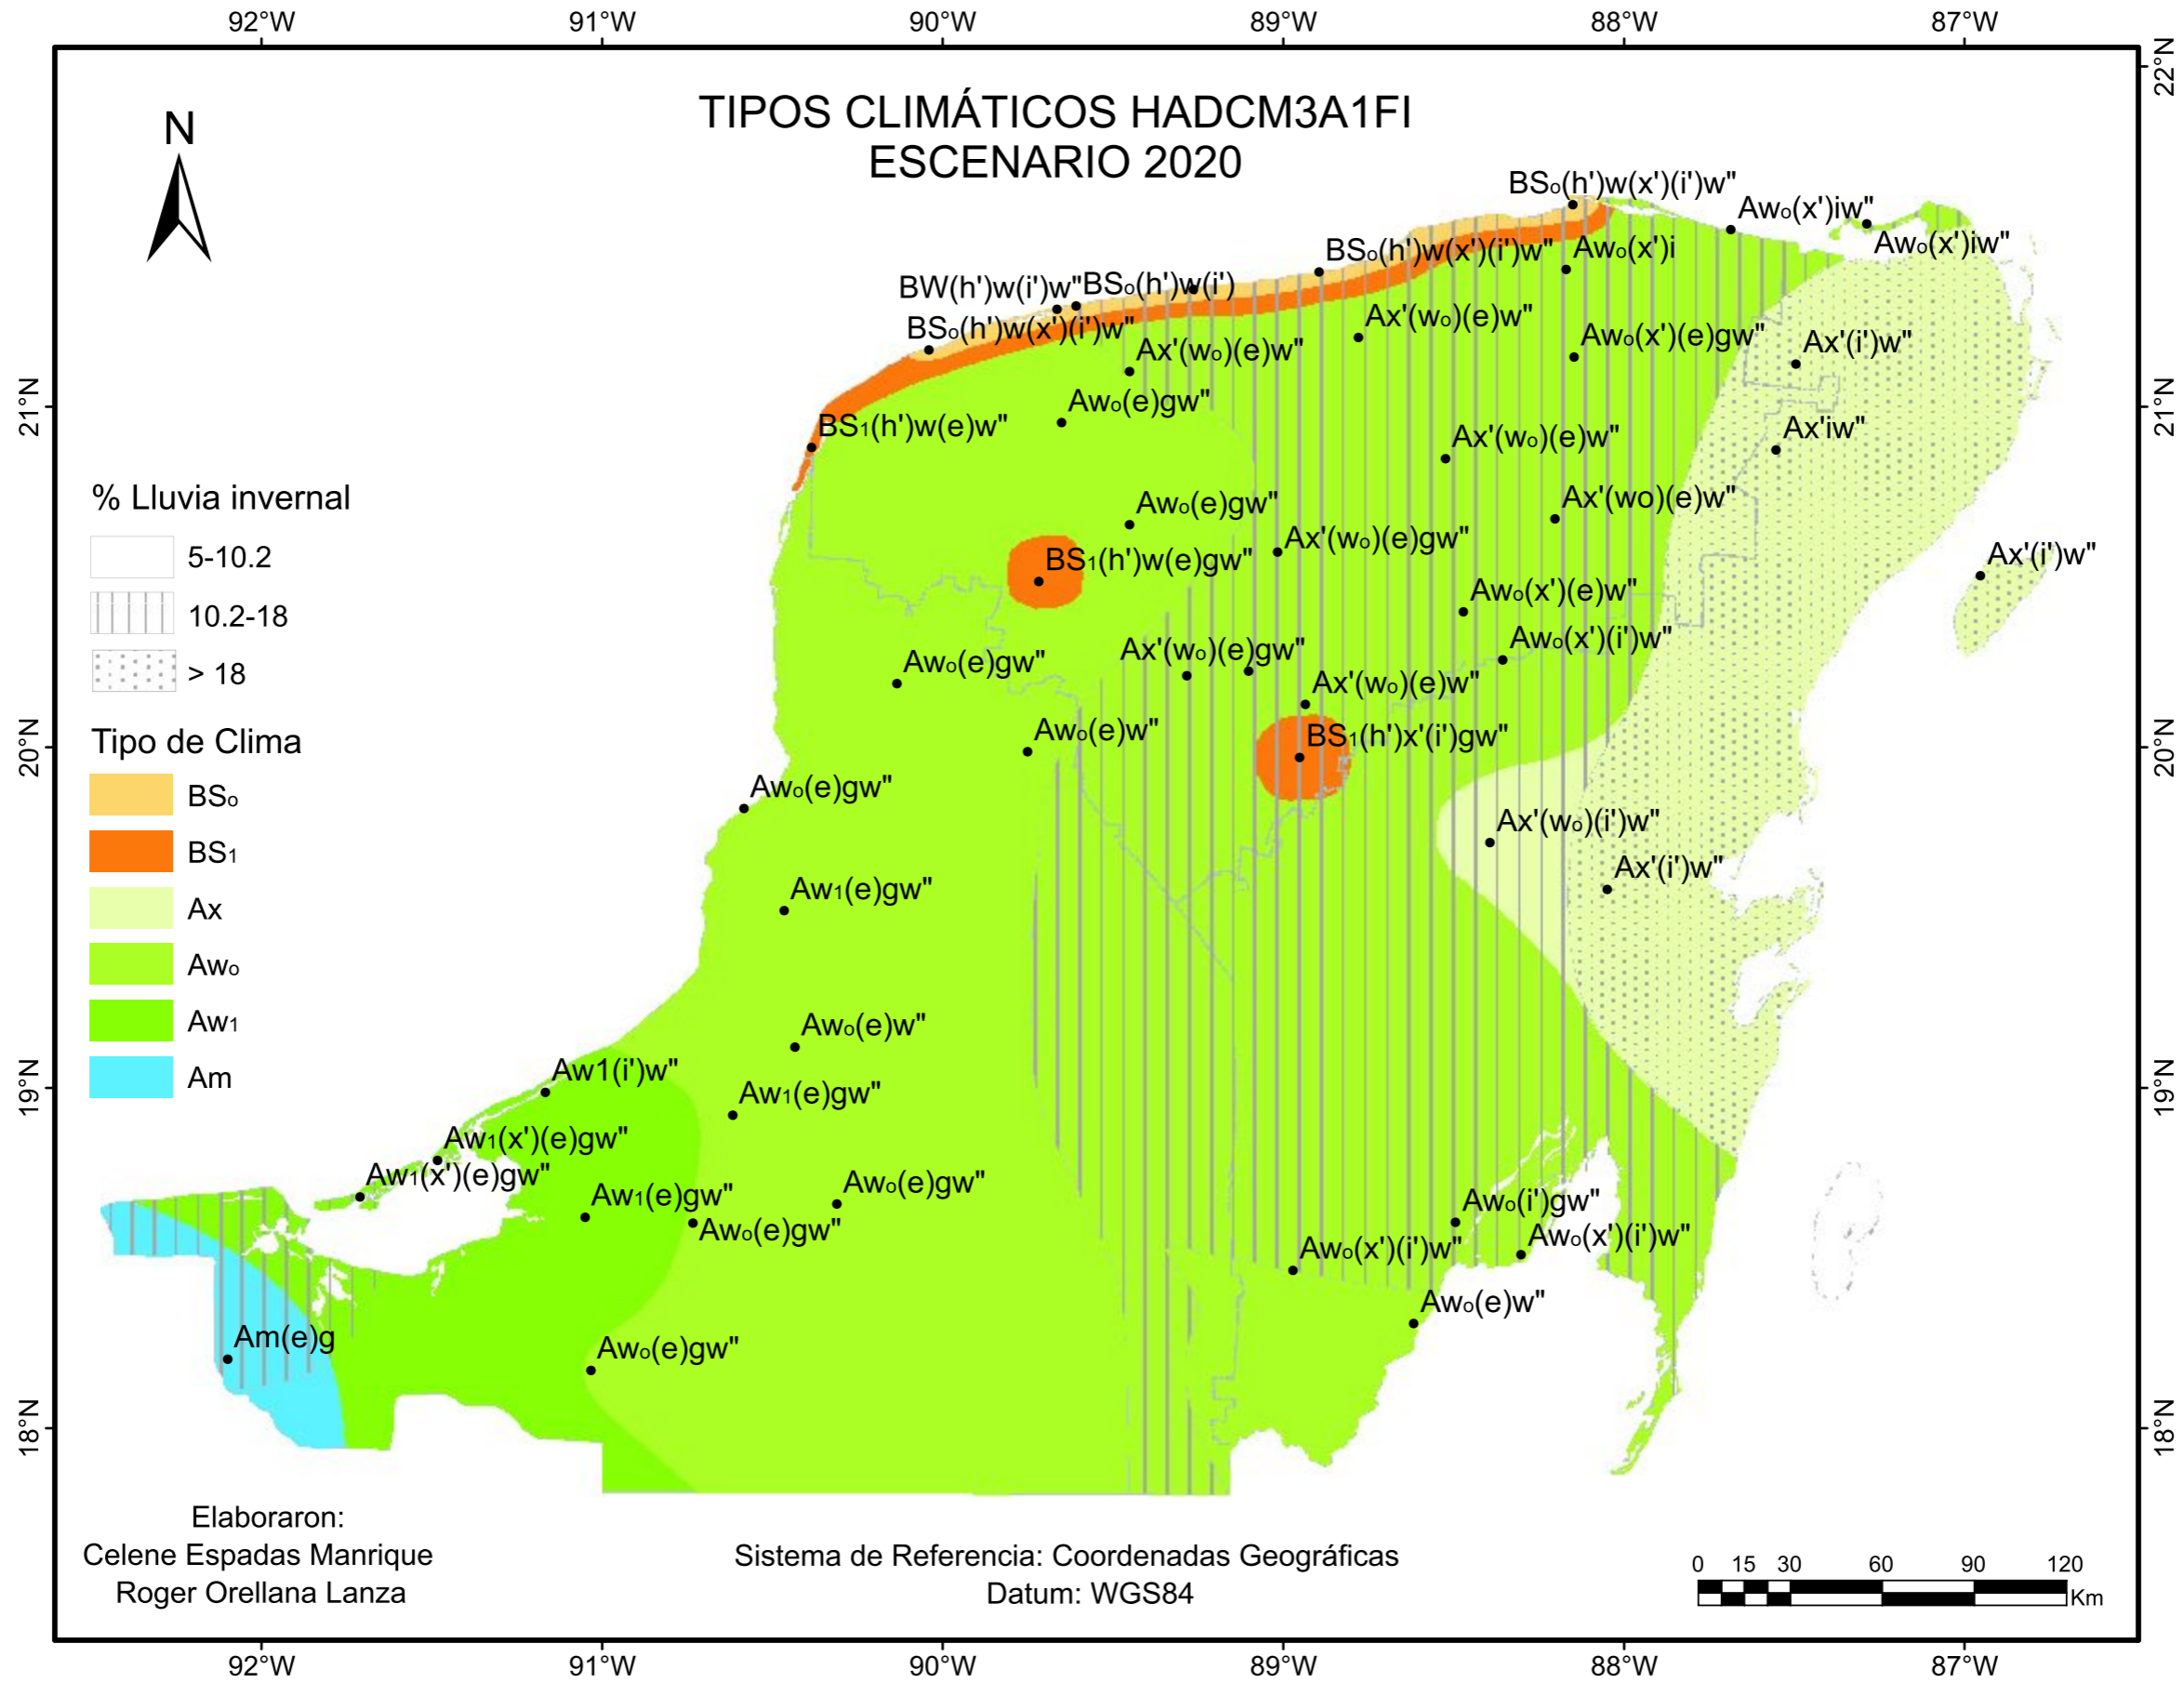 92°W 91°W 90°W 89°W 88°W 87°W
22°N
TIPOS CLIMÁTICOS HADCM3A1FI
ESCENARIO 2020
N
BSo(h')w(x')(i')w"
Awo(x')iw"
Awo(x')iw"
BSo(h')w(x')(i')w"
Awo(x')i
BW(h')w(i')w"
BSo(h')w(i')
BSo(h')w(x')(i')w"
Ax'(wo)(e)w"
Ax'(wo)(e)w"
Awo(x')(e)gw"
Ax'(i')w"
21°N
21°N
Awo(e)gw"
BS1(h')w(e)w"
Ax'(wo)(e)w"
Ax'iw"
% Lluvia invernal
5-10.2
10.2-18
> 18
Awo(e)gw"
Ax'(wo)(e)w"
Ax'(wo)(e)gw"
BS1(h')w(e)gw"
Ax'(i')w"
Awo(x')(e)w"
Awo(x')(i')w"
Ax'(wo)(e)gw"
Awo(e)gw"
Ax'(wo)(e)w"
Awo(e)w"
BS1(h')x'(i')gw"
20°N
20°N
Tipo de Clima
BSo
BS1
Ax
Awo
Aw1
Am
Awo(e)gw"
Ax'(wo)(i')w"
Ax'(i')w"
Aw1(e)gw"
Awo(e)w"
Aw1(i')w"
Aw1(e)gw"
19°N
19°N
Aw1(x')(e)gw"
Aw1(x')(e)gw"
Aw1(e)gw"
Awo(e)gw"
Awo(e)gw"
Awo(i')gw"
Awo(x')(i')w"
Awo(x')(i')w"
Awo(e)w"
Am(e)g
Awo(e)gw"
18°N
18°N
Elaboraron:
Celene Espadas Manrique
Roger Orellana Lanza
Sistema de Referencia: Coordenadas Geográficas
Datum: WGS84
0 15 30 60 90 120
Km
92°W 91°W 90°W 89°W 88°W 87°W